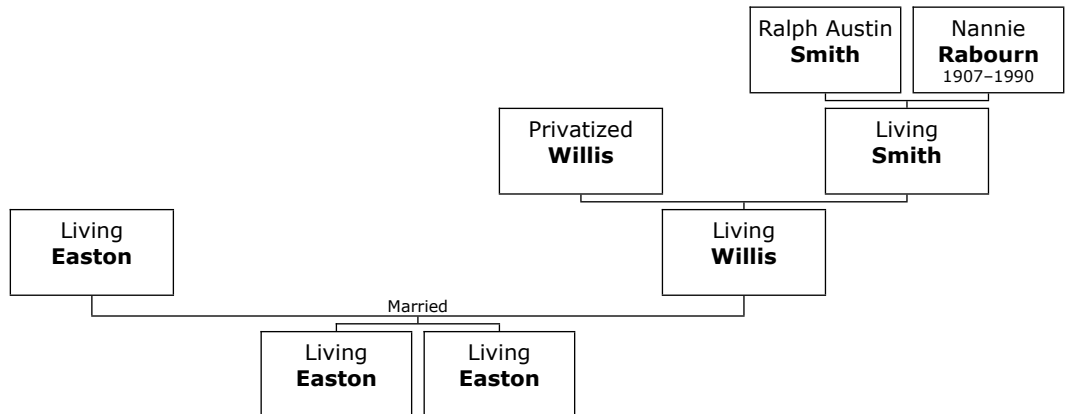 Ralph Austin
Smith
Nannie
Rabourn
1907–1990
Privatized
Willis
Living
Smith
Living
Easton
Living
Willis
Married
Living
Easton
Living
Easton